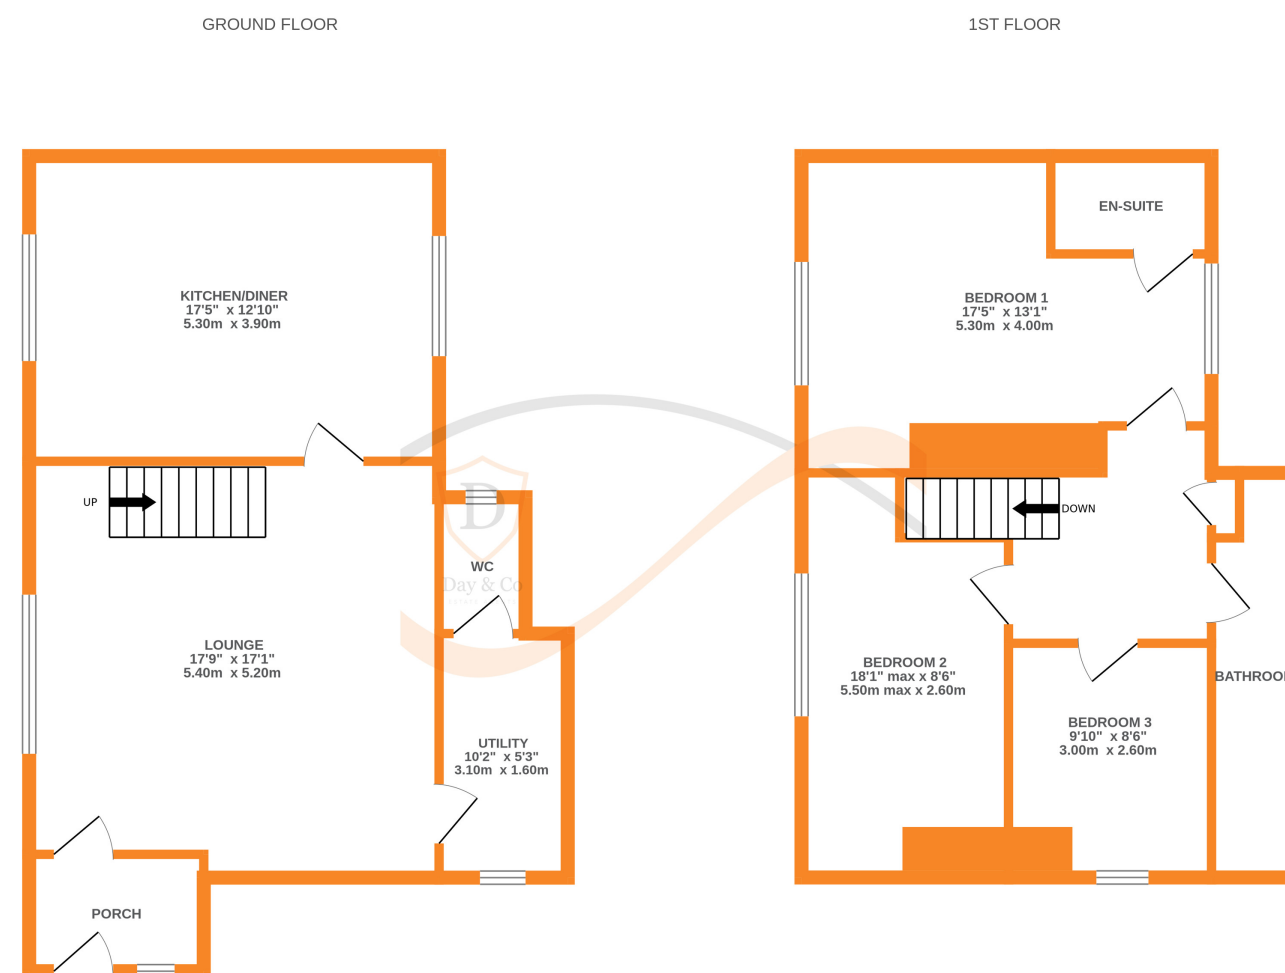 GROUND FLOOR
1ST FLOOR
KITCHEN/DINER
17'5" x 12'10"
5.30m x 3.90m
UP
LOUNGE
17'9" x 17'1"
5.40m x 5.20m
D
Day & Co
WC
UTILITY
10'2" x 5'3"
3.10m x 1.60m
PORCH
EN-SUITE
BEDROOM 1
17'5" x 13'1"
5.30m x 4.00m
DOWN
BEDROOM 2
18'1" max x 8'6"
5.50m max x 2.60m
BEDROOM 3
9'10" x 8'6"
3.00m x 2.60m
BATHROO